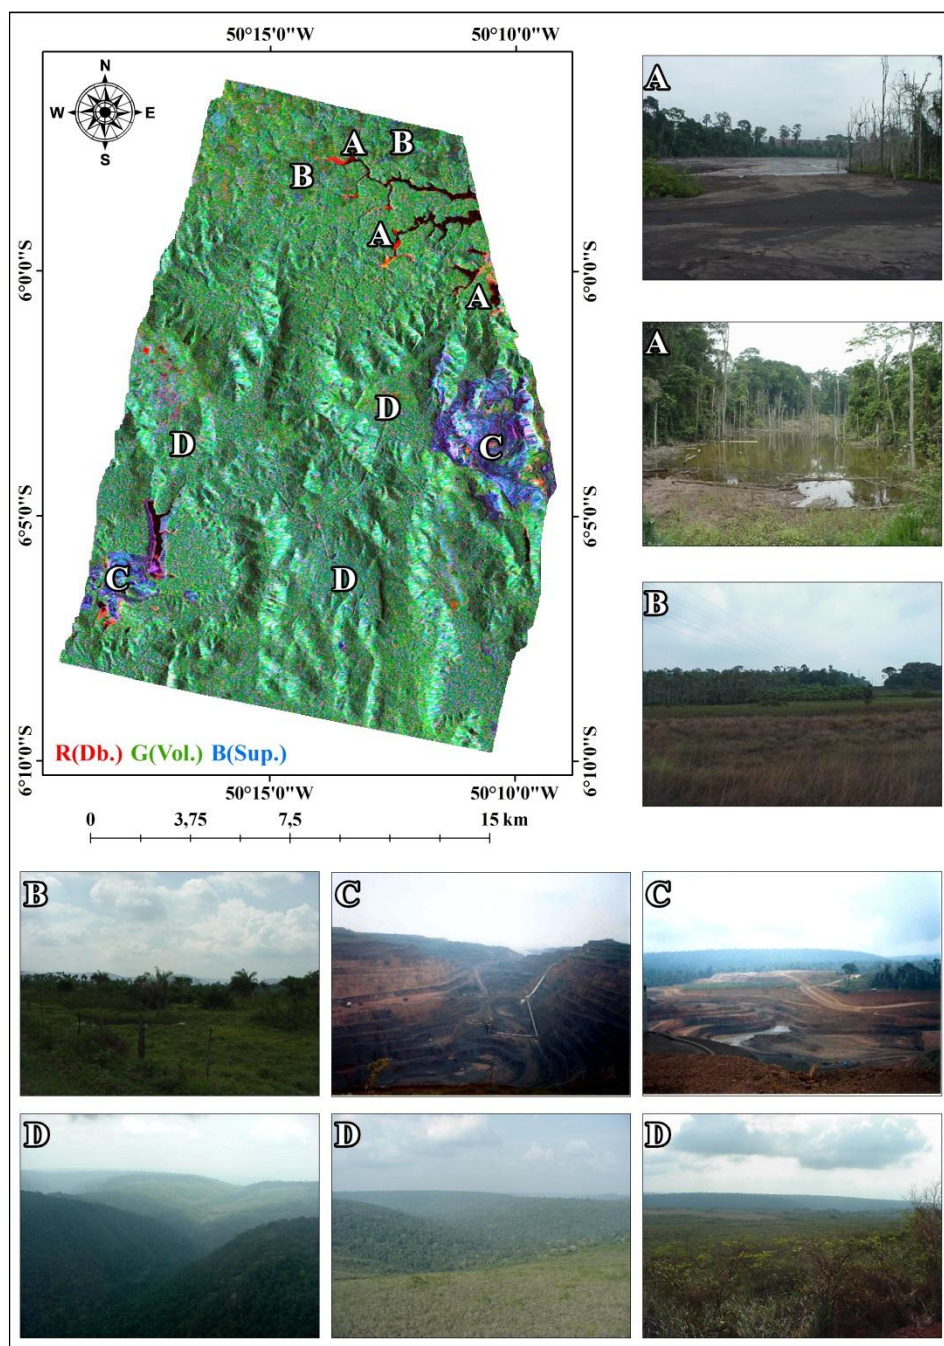 50°15'0"W 50°10'0"W
N
W E
S
A B
B
A
A
6°0'0"S 6°0'0"S
D
D C
6°5'0"S 6°5'0"S
C D
R(Db.) G(Vol.) B(Sup.)
6°10'0"S 6°10'0"S
50°15'0"W 50°10'0"W
0 3,75 7,5 15 km
A
A
B
B C C
D D D